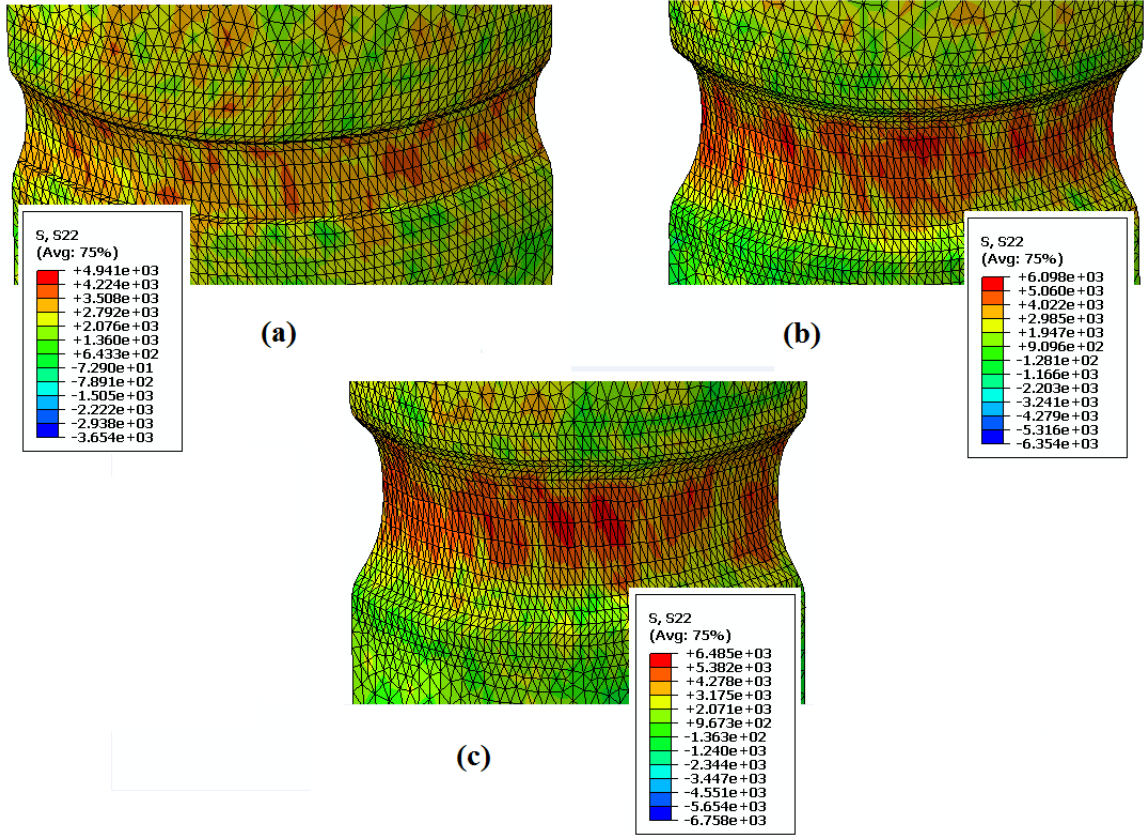 S, S22
(Avg: 75%)
+4.941e+03
+4.224e+03
+3.508e+03
+2.792e+03
+2.076e+03
+1.360e+03
+6.433e+02
-7.290e+01
-7.891e+02
-1.505e+03
-2.222e+03
-2.938e+03
-3.654e+03
(a)
S, S22
(Avg: 75%)
+6.098e+03
+5.060e+03
+4.022e+03
+2.985e+03
+1.947e+03
+9.096e+02
-1.281e+02
-1.166e+03
-2.203e+03
-3.241e+03
-4.279e+03
-5.316e+03
-6.354e+03
(b)
S, S22
(Avg: 75%)
+6.485e+03
+5.382e+03
+4.278e+03
+3.175e+03
+2.071e+03
+9.673e+02
-1.363e+02
-1.240e+03
-2.344e+03
-3.447e+03
-4.551e+03
-5.654e+03
-6.758e+03
(c)